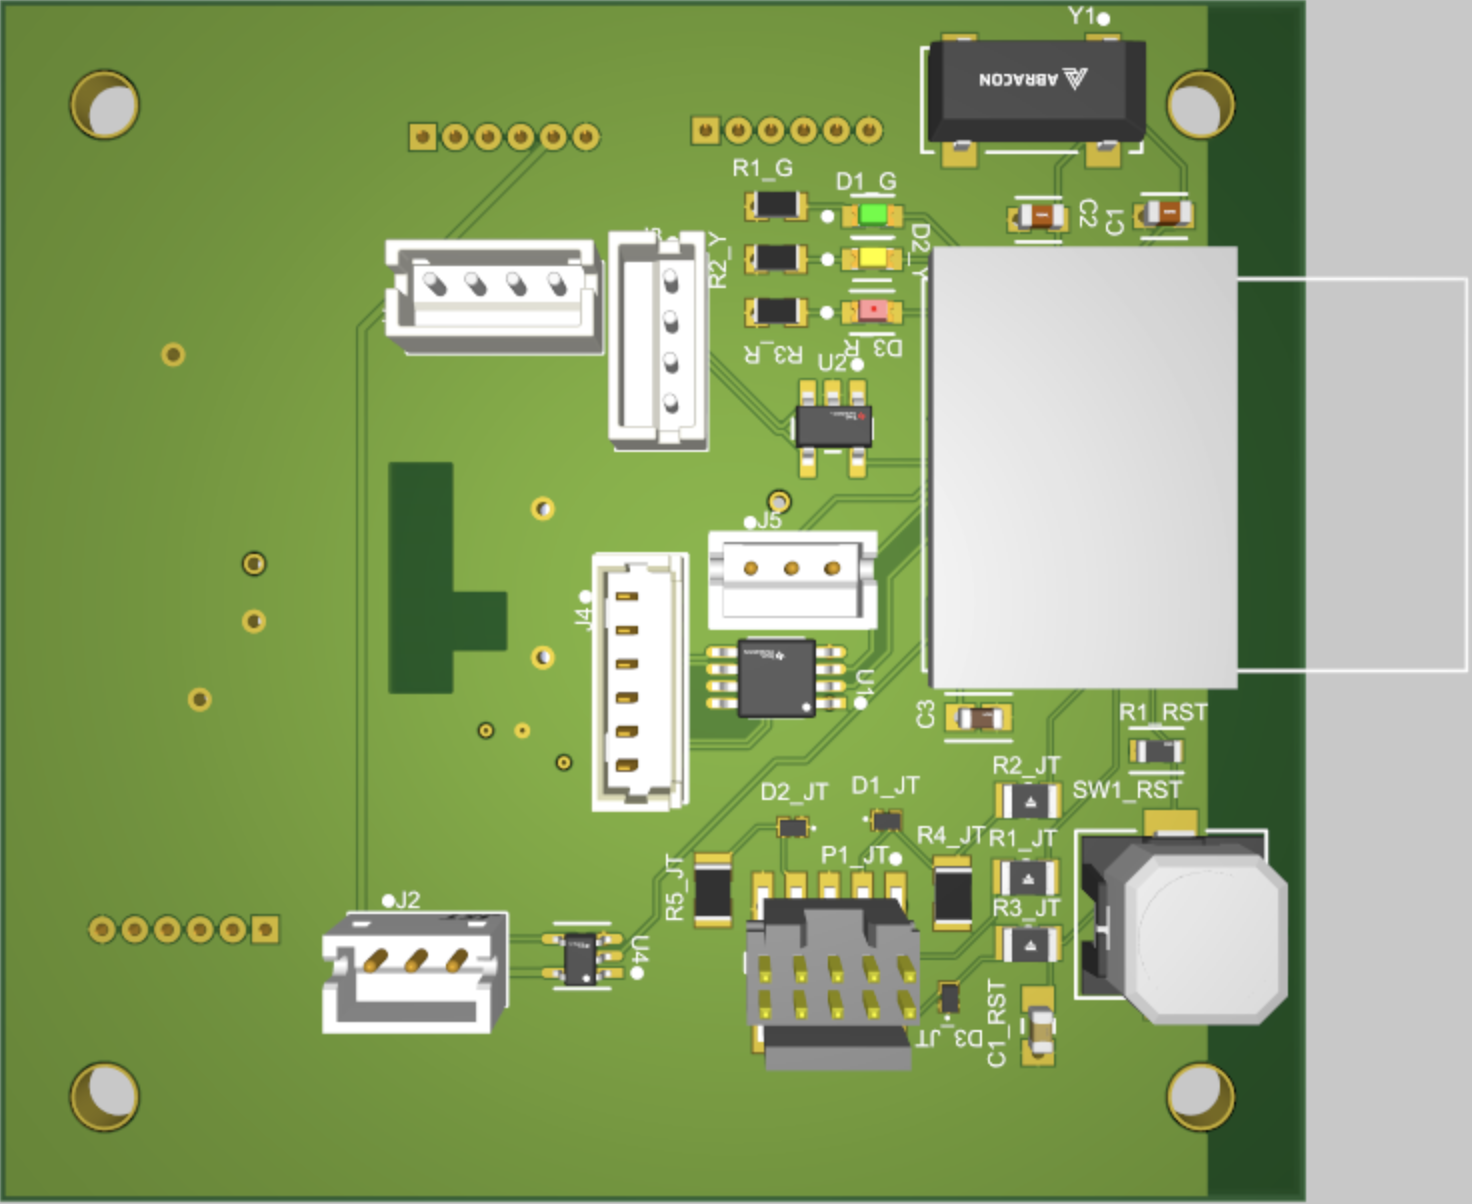 Y1
ABRACON
R1_G
D1_G
C2
C1
J3
R2_Y
D2_Y
R3_R
D3_R
U2
J5
J4
U1
C3
R1_RST
R2_JT
SW1_RST
D2_JT
D1_JT
R4_JT
R1_JT
P1_JT
R5_JT
R3_JT
J2
U4
D3_JT
C1_RST